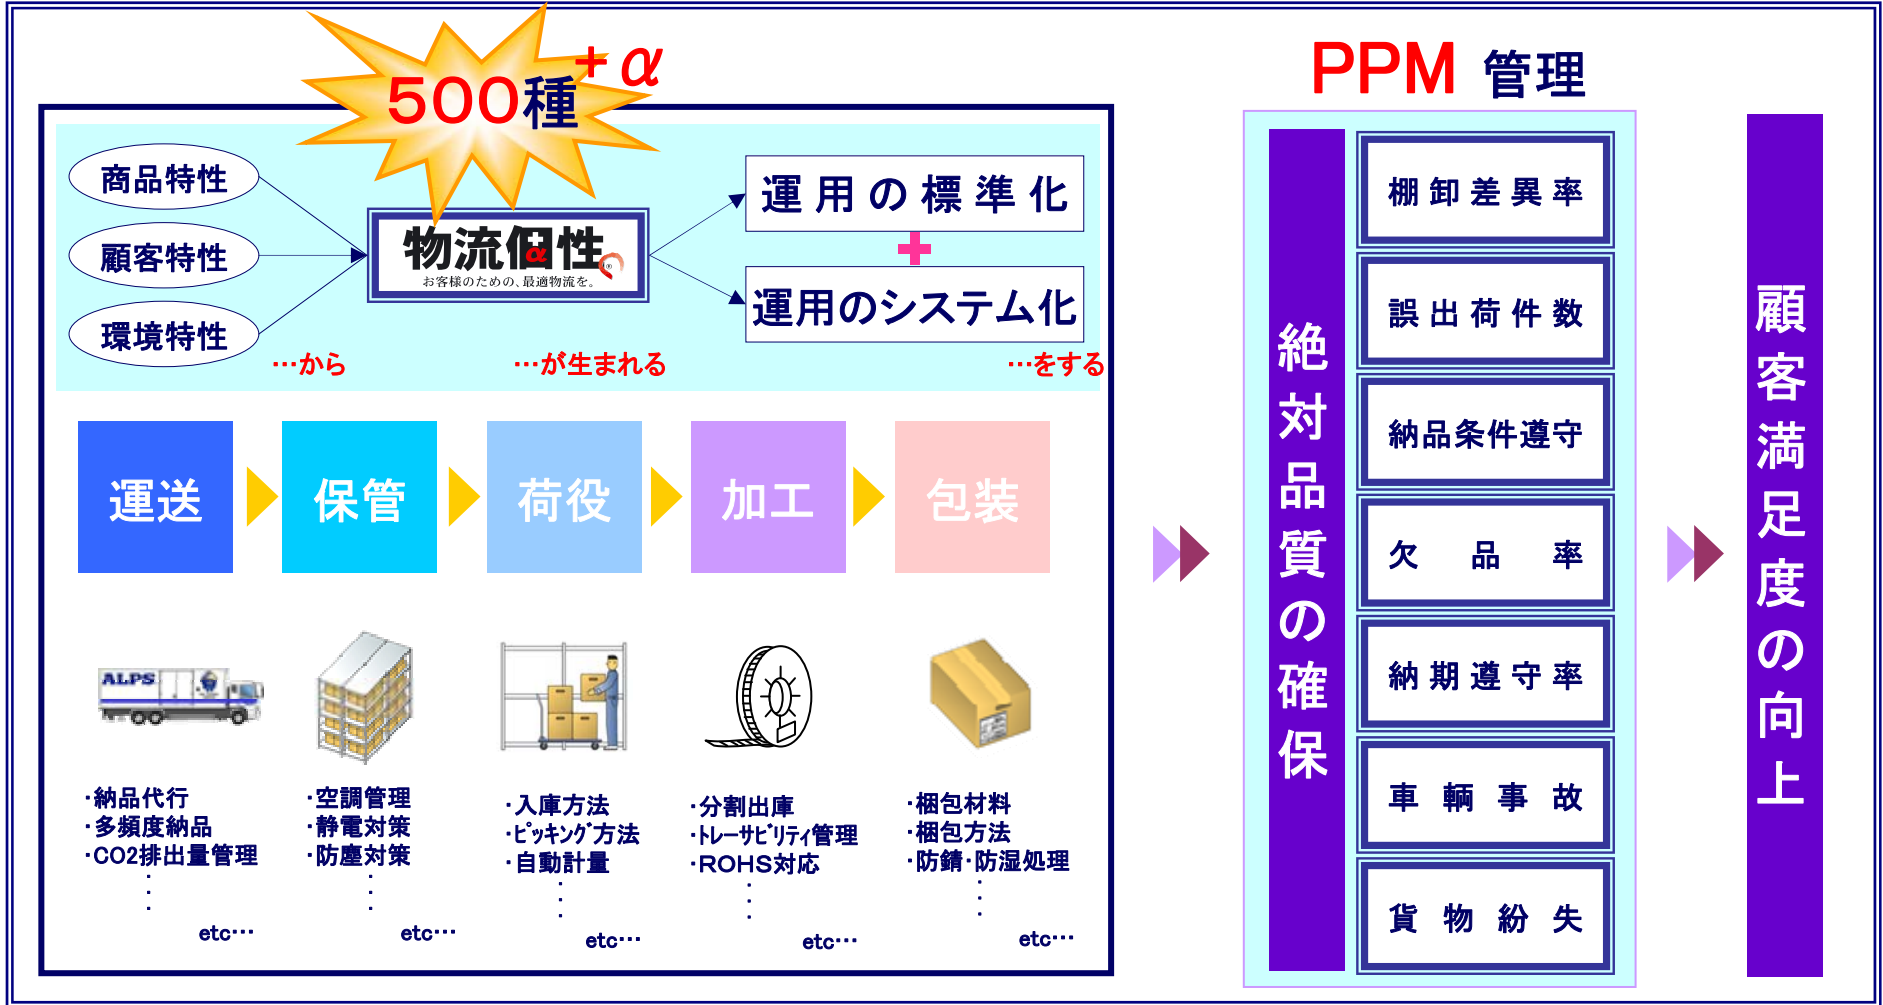 500種+α
商品特性
顧客特性
環境特性
物流個性
+α
®
お客様のための、最適物流を。
運用の標準化
+
運用のシステム化
…から
…が生まれる
…をする
運送
保管
荷役
加工
包装
ALPS
・納品代行
・多頻度納品
・CO2排出量管理
・
・
・
etc…
・空調管理
・静電対策
・防塵対策
・
・
・
etc…
・入庫方法
・ピッキング方法
・自動計量
・
・
・
etc…
・分割出庫
・トレーサビリティ管理
・ROHS対応
・
・
・
etc…
・梱包材料
・梱包方法
・防錆・防湿処理
・
・
・
etc…
PPM 管理
絶対品質の確保
棚卸差異率
誤出荷件数
納品条件遵守
欠品率
納期遵守率
車輌事故
貨物紛失
顧客満足度の向上